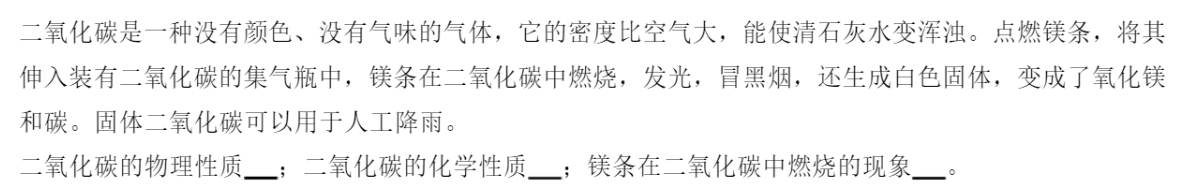 二氧化碳是一种没有颜色、没有气味的气体，它的密度比空气大，能使清石灰水变浑浊。点燃镁条，将其
伸入装有二氧化碳的集气瓶中，镁条在二氧化碳中燃烧，发光，冒黑烟，还生成白色固体，变成了氧化镁
和碳。固体二氧化碳可以用于人工降雨。
二氧化碳的物理性质__；二氧化碳的化学性质__；镁条在二氧化碳中燃烧的现象__。